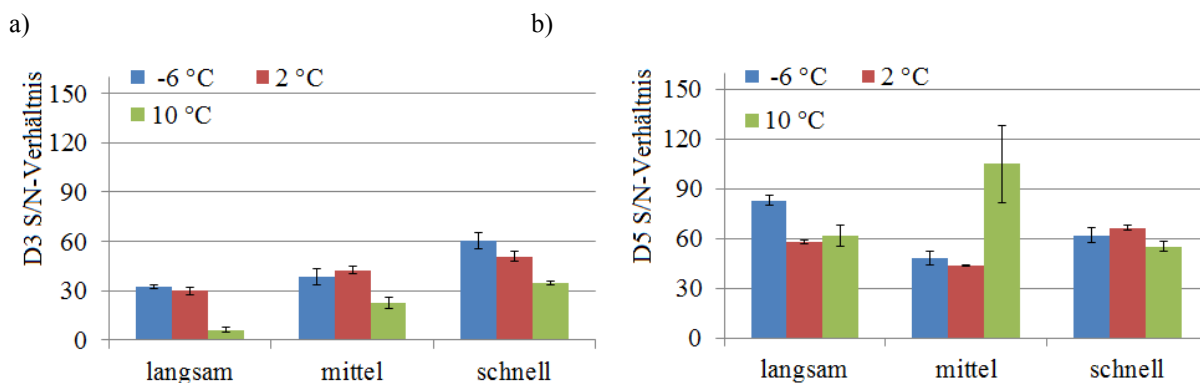 a)
D3 S/N-Verhältnis
-6 °C
2 °C
10 °C
150
120
90
60
30
0
langsam
mittel
schnell
b)
D5 S/N-Verhältnis
-6 °C
2 °C
10 °C
150
120
90
60
30
0
langsam
mittel
schnell